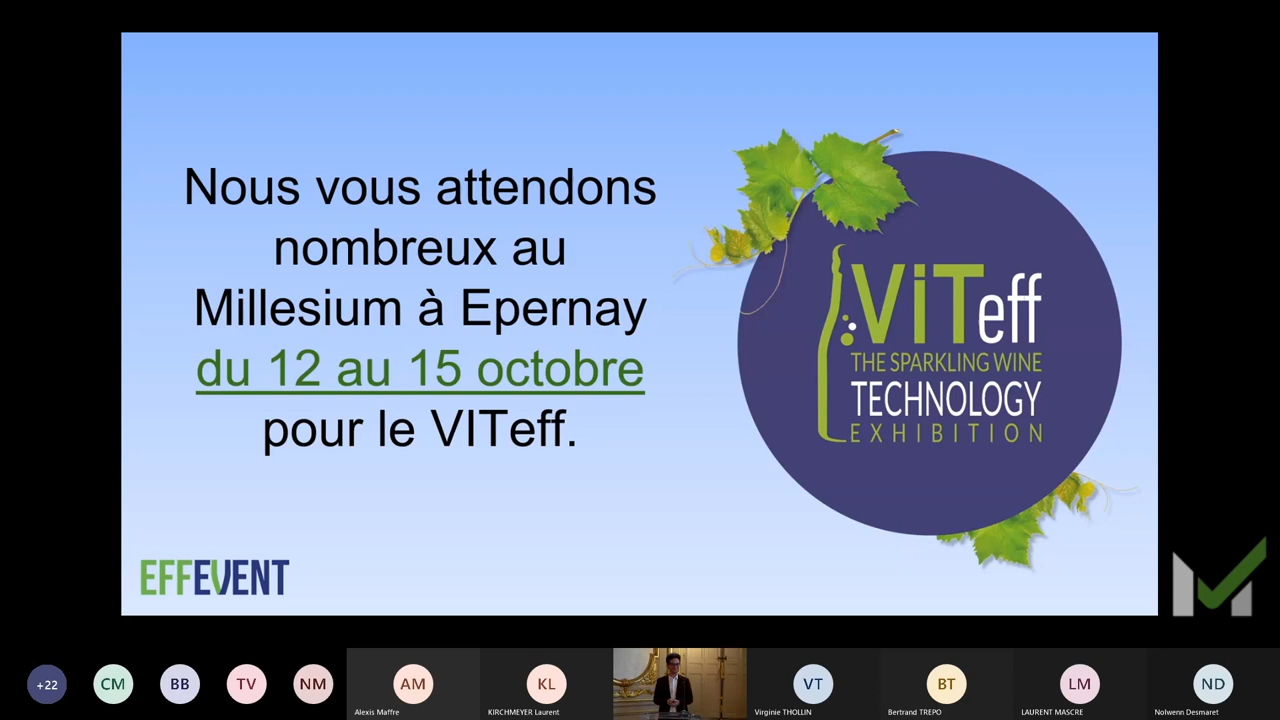 Nous vous attendons
nombreux au
Millesium à Epernay
du 12 au 15 octobre
pour le VITeff.
ViTeff
THE SPARKLING WINE
TECHNOLOGY
EXHIBITION
EFFEVENT
+22
CM
BB
TV
NM
AM
Alexis Maffre
KL
KIRCHMEYER Laurent
VT
Virginie THOLLIN
BT
Bertrand TREPO
LM
LAURENT MASCRE
ND
Nolwenn Desmaret